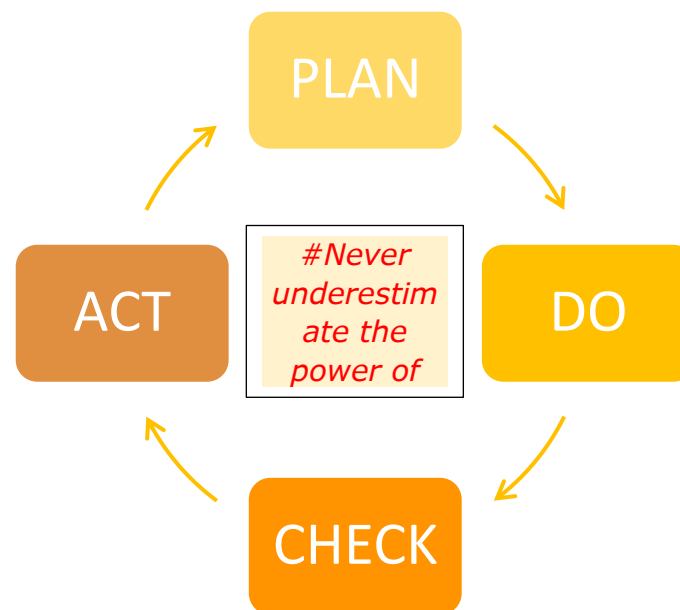 PLAN
ACT
#Never
underestim
ate the
power of
DO
CHECK